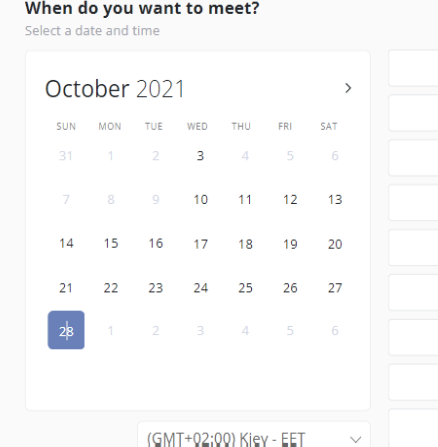 When do you want to meet?
Select a date and time
October 2021
SUN MON TUE WED THU FRI SAT
31 1 2 3 4 5 6
7 8 9 10 11 12 13
14 15 16 17 18 19 20
21 22 23 24 25 26 27
28 1 2 3 4 5 6
(GMT+02:00) Kiev - EET